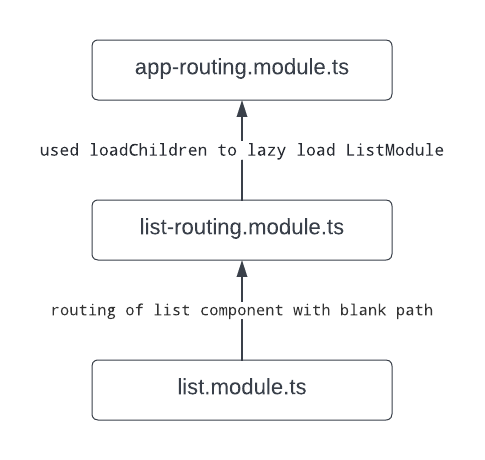 app-routing.module.ts
used loadChildren to lazy load ListModule
list-routing.module.ts
routing of list component with blank path
list.module.ts